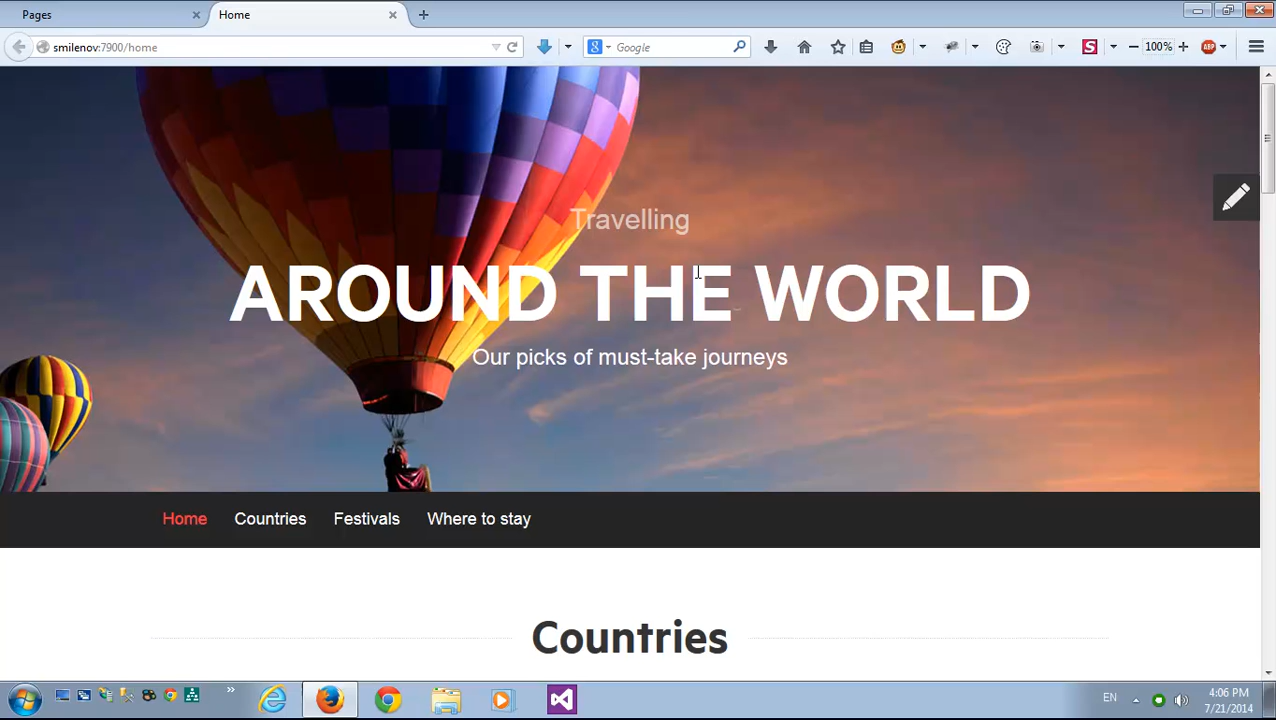 Pages
Home
smilenov:7900/home
Google
100%
ABP
Travelling
AROUND THE WORLD
Our picks of must-take journeys
Home
Countries
Festivals
Where to stay
Countries
EN
4:06 PM
7/21/2014